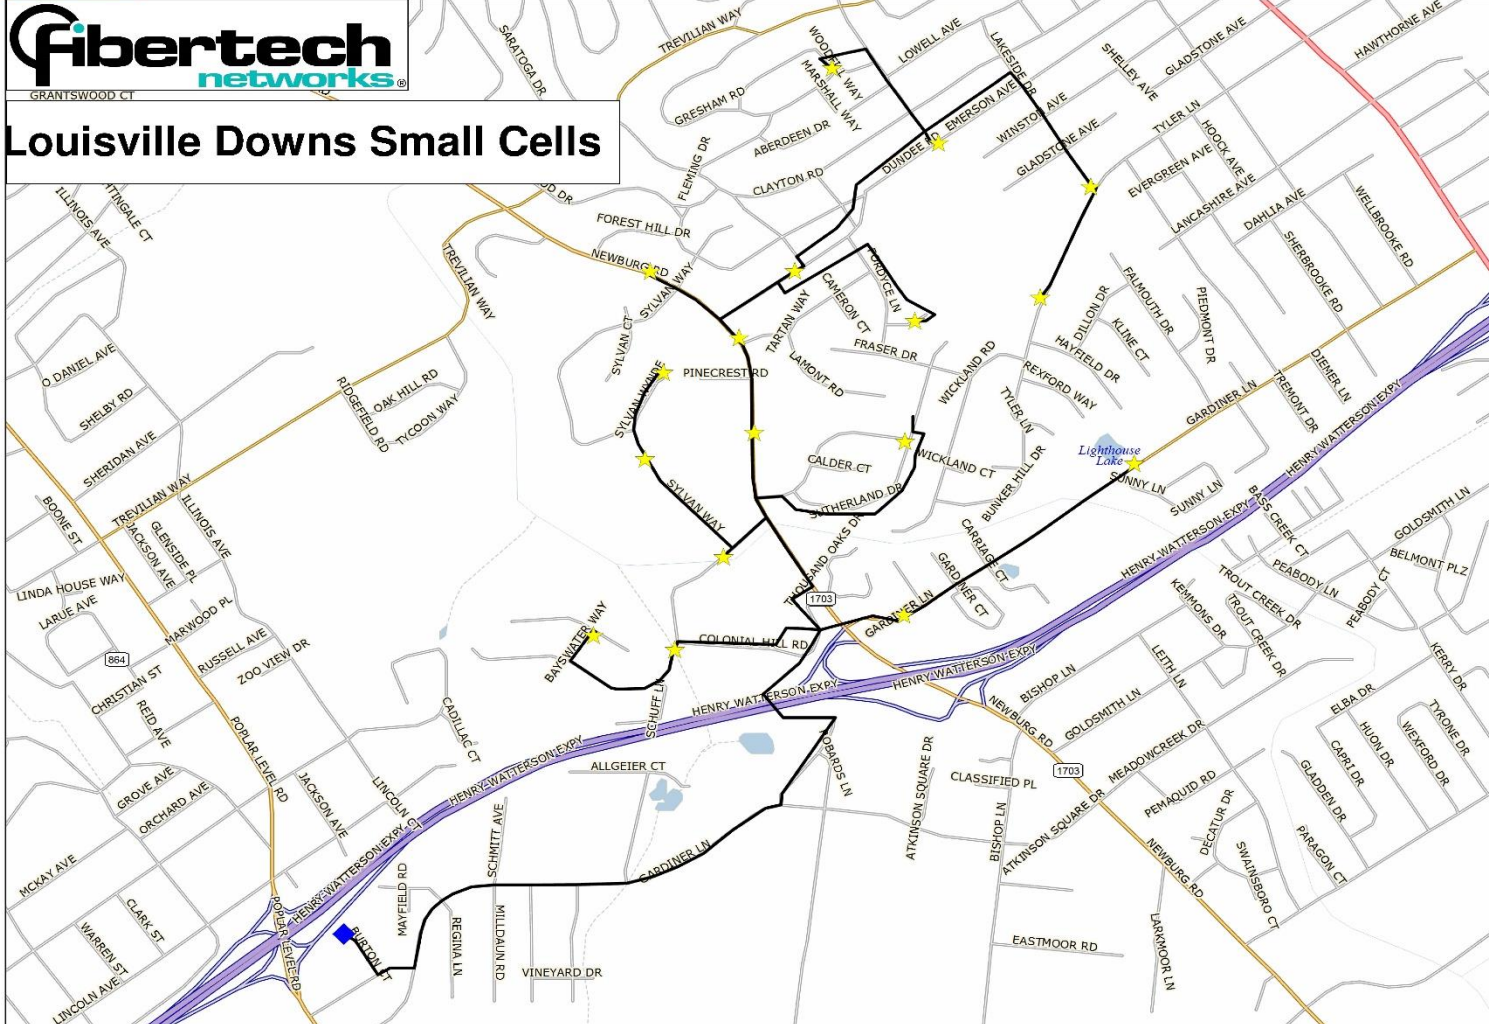 fibertech
networks®
GRANTSWOOD CT
Louisville Downs Small Cells
SARATOGA DR
TREVILIAN WAY
WOODFILL WAY
MARSHALL WAY
LOWELL AVE
LAKESIDE DR
SHELLEY AVE
GLADSTONE AVE
HAWTHORNE AVE
GRESHAM RD
ABERDEEN DR
EMERSON AVE
WINSTON AVE
GLADSTONE AVE
TYLER LN
HOOCK AVE
EVERGREEN AVE
LANCASHIRE AVE
DAHLIA AVE
WELLBROOKE RD
SHERBROOKE RD
FLEMING DR
CLAYTON RD
DUNDEE RD
OD DR
FOREST HILL DR
ILLINOIS AVE
HTINGALE CT
TREVILIAN WAY
NEWBURG RD
SYLVAN WAY
SYLVAN CT
TARTAN WAY
CAMERON CT
FORDYCE LN
FRASER DR
LAMONT RD
WICKLAND RD
DILLON DR
FALMOUTH DR
KLINE CT
PIEDMONT DR
HAYFIELD DR
REXFORD WAY
TYLER LN
TREMONT DR
DIEMER LN
GARDINER LN
HENRY WATTERSON EXPY
O DANIEL AVE
SHELBY RD
SHERIDAN AVE
TREVILIAN WAY
RIDGEFIELD RD
OAK HILL RD
TYCOON WAY
PINECREST RD
SYLVAN WYNDE
SYLVAN WAY
CALDER CT
SUTHERLAND DR
WICKLAND CT
BUNKER HILL DR
Lighthouse
Lake
SUNNY LN
SUNNY LN
BASS CREEK CT
HENRY WATTERSON EXPY
GOLDSMITH LN
BELMONT PLZ
PEABODY LN
PEABODY CT
TROUT CREEK DR
TROUT CREEK DR
KEMMONS DR
KERRY DR
BOONE ST
ILLINOIS AVE
GLENSIDE PL
JACKSON AVE
LINDA HOUSE WAY
LARUE AVE
MARWOOD PL
RUSSELL AVE
ZOO VIEW DR
864
CHRISTIAN ST
REID AVE
THOUSAND OAKS DR
1703
CARRIAGE CT
GARDINER CT
GARDINER LN
BAYSWATER WAY
COLONIAL HILL RD
SCHUFF LN
HENRY WATTERSON EXPY
HENRY WATTERSON EXPY
BISHOP LN
LEITH LN
GOLDSMITH LN
NEWBURG RD
MEADOWCREEK DR
ELBA DR
HUON DR
CAPRI DR
GLADDEN DR
WEXFORD DR
TYRONE DR
CADILLAC CT
POPLAR LEVEL RD
GROVE AVE
ORCHARD AVE
JACKSON AVE
LINCOLN CT
HENRY WATTERSON EXPY
ALLGEIER CT
ROBARDS LN
ATKINSON SQUARE DR
CLASSIFIED PL
1703
BISHOP LN
ATKINSON SQUARE DR
PEMAQUID RD
DECATUR DR
NEWBURG RD
SWAINSBORO CT
PARAGON CT
MCKAY AVE
CLARK ST
WARREN ST
LINCOLN AVE
HENRY WATTERSON EXPY
POPLAR LEVEL RD
BURTON CT
MAYFIELD RD
SCHMITT AVE
GARDINER LN
REGINA LN
MILLDAUN RD
VINEYARD DR
EASTMOOR RD
LARKMOOR LN